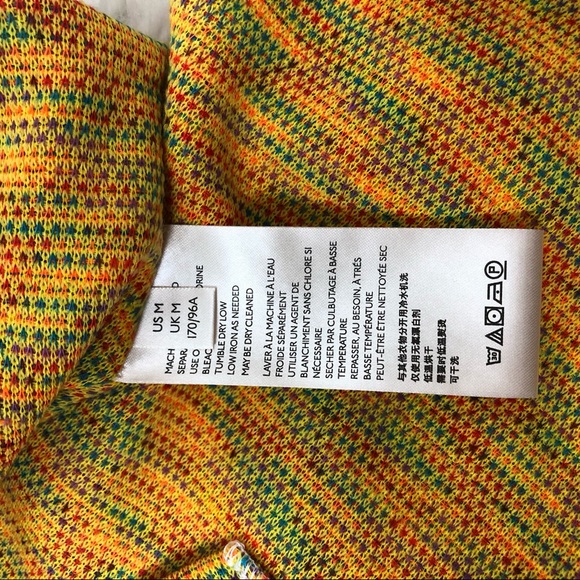 US M
UK M
170/96A
MACH
SEPAR
USE O
BLEAC
ORINE
TUMBLE DRY LOW
LOW IRON AS NEEDED
MAY BE DRY CLEANED
LAVER À LA MACHINE À L'EAU
FROIDE SÉPARÉMENT
UTILISER UN AGENT DE
BLANCHIMENT SANS CHLORE SI
NÉCESSAIRE
SECHER PAR CULBUTAGE À BASSE
TEMPERATURE
REPASSER, AU BESOIN, À TRÉS
BASSE TEMPÉRATURE
PEUT-ÊTRE ÊTRE NETTOYÉE SEC
与其他衣物分开用冷水机洗
仅使用无氯漂白剂
低温烘干
需要时低温熨烫
可干洗
P